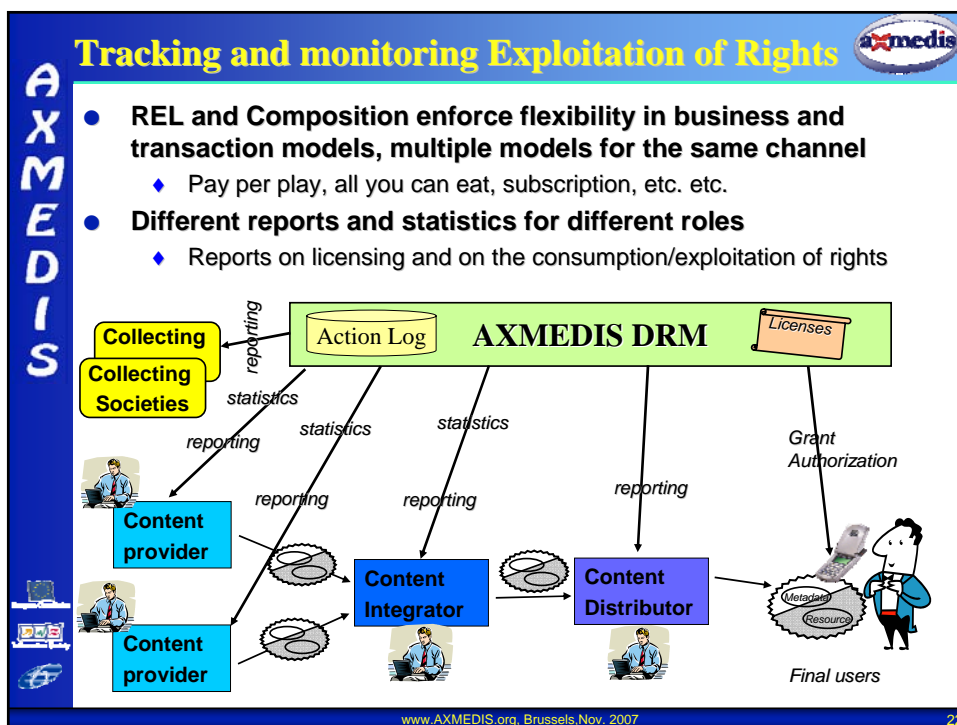 Tracking and monitoring Exploitation of Rights
axmedis
AXMEDIS
REL and Composition enforce flexibility in business and
transaction models, multiple models for the same channel
Pay per play, all you can eat, subscription, etc. etc.
Different reports and statistics for different roles
Reports on licensing and on the consumption/exploitation of rights
Collecting
Collecting
Societies
reporting
Action Log
AXMEDIS DRM
Licenses
statistics
reporting
statistics
reporting
statistics
reporting
reporting
Grant
Authorization
Content
provider
Content
provider
Content
Integrator
Content
Distributor
Metadata
Resource
Final users
www.AXMEDIS.org, Brussels,Nov. 2007